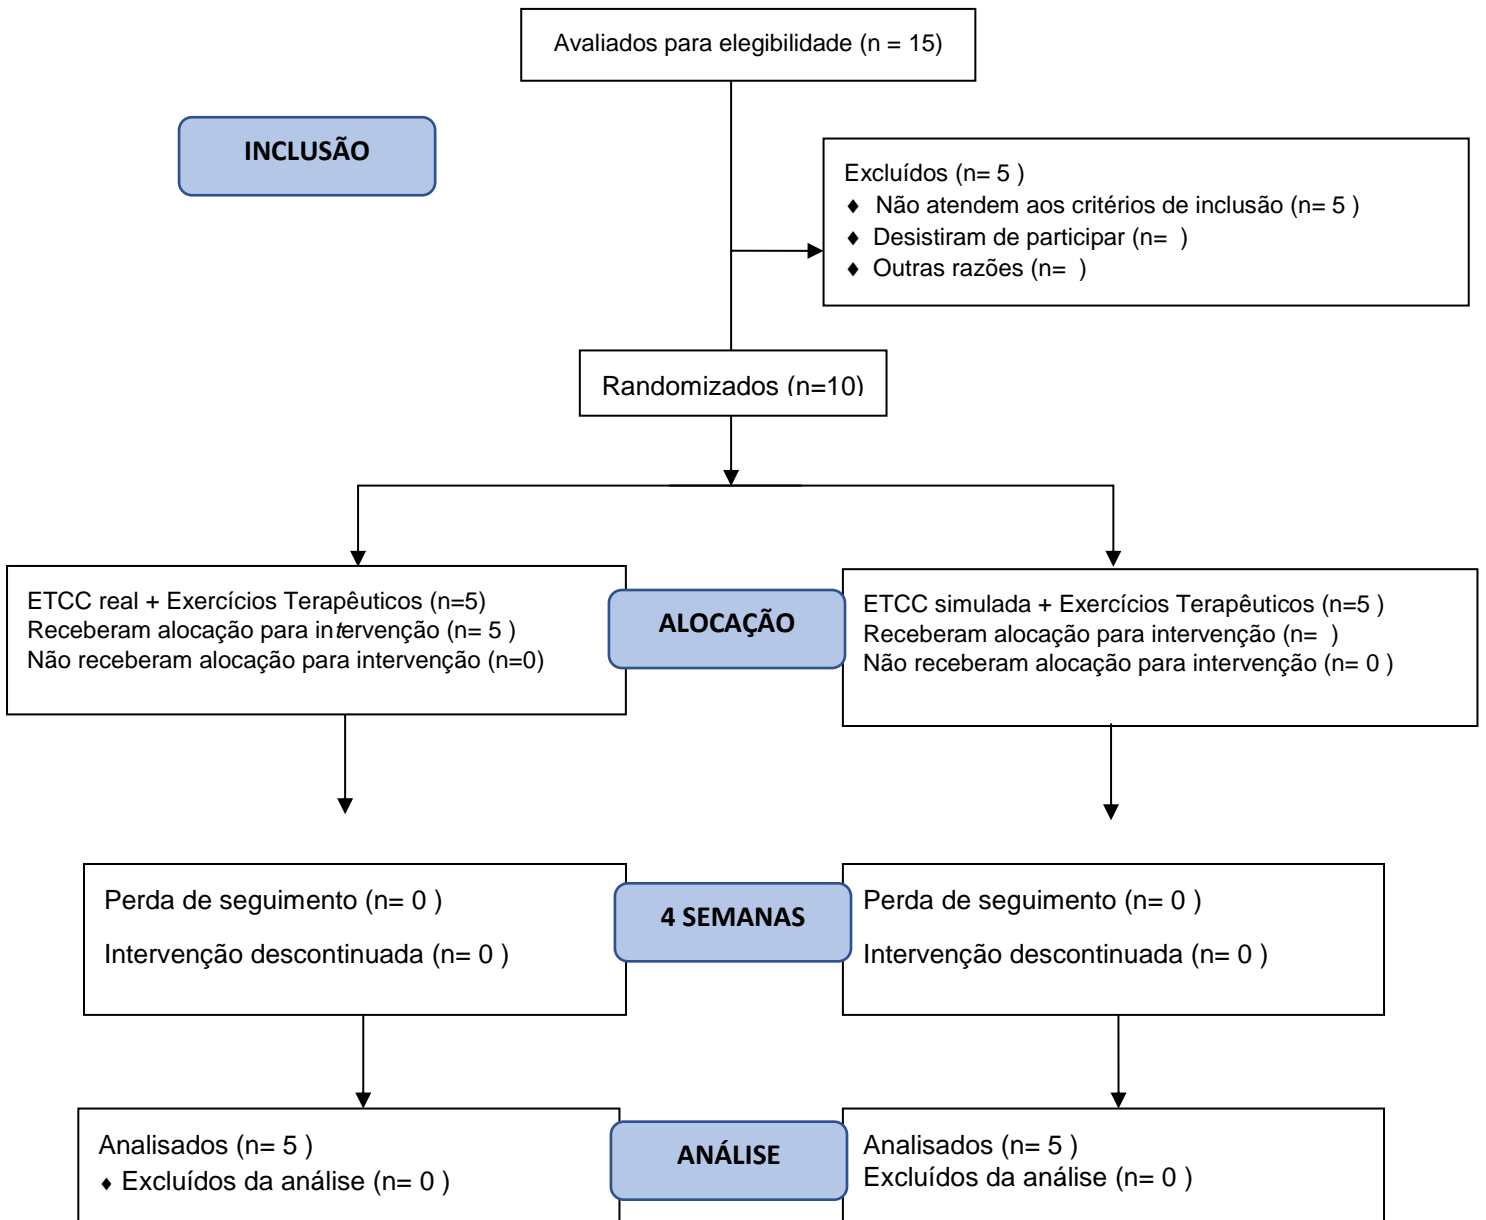 Avaliados para elegibilidade (n = 15)
INCLUSÃO
Excluídos (n= 5 )
♦ Não atendem aos critérios de inclusão (n= 5 )
♦ Desistiram de participar (n= )
♦ Outras razões (n= )
Randomizados (n=10)
ETCC real + Exercícios Terapêuticos (n=5)
Receberam alocação para intervenção (n= 5 )
Não receberam alocação para intervenção (n=0)
ALOCAÇÃO
ETCC simulada + Exercícios Terapêuticos (n=5 )
Receberam alocação para intervenção (n= )
Não receberam alocação para intervenção (n= 0 )
Perda de seguimento (n= 0 )
Intervenção descontinuada (n= 0 )
4 SEMANAS
Perda de seguimento (n= 0 )
Intervenção descontinuada (n= 0 )
Analisados (n= 5 )
♦ Excluídos da análise (n= 0 )
ANÁLISE
Analisados (n= 5 )
Excluídos da análise (n= 0 )